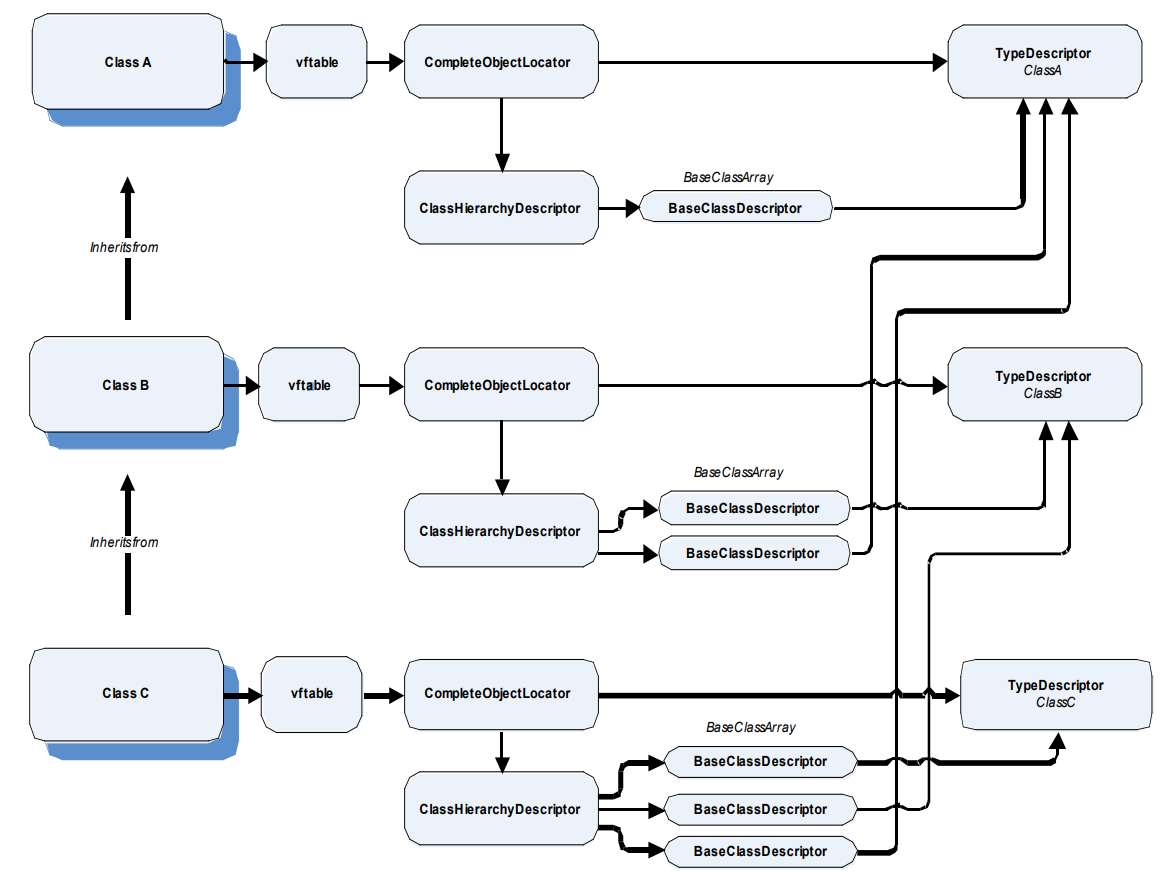 Class A
vftable
CompleteObjectLocator
TypeDescriptor
ClassA
BaseClassArray
ClassHierarchyDescriptor
BaseClassDescriptor
Inheritsfrom
Class B
vftable
CompleteObjectLocator
TypeDescriptor
ClassB
BaseClassArray
BaseClassDescriptor
ClassHierarchyDescriptor
BaseClassDescriptor
Inheritsfrom
Class C
vftable
CompleteObjectLocator
TypeDescriptor
ClassC
BaseClassArray
BaseClassDescriptor
ClassHierarchyDescriptor
BaseClassDescriptor
BaseClassDescriptor